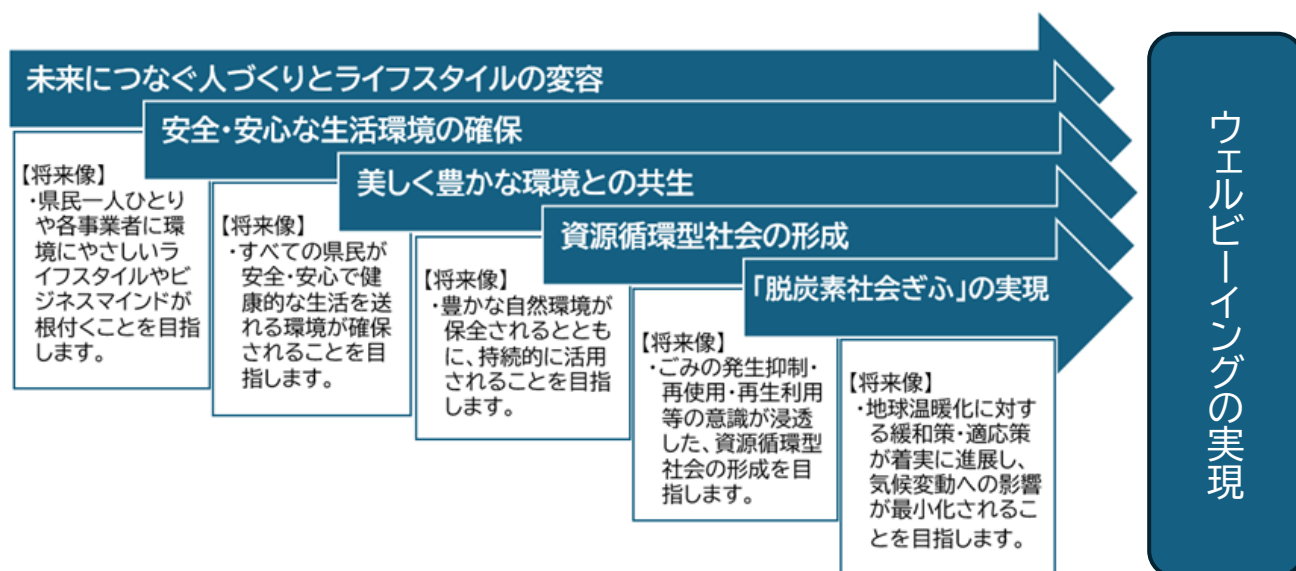 未来につなぐ人づくりとライフスタイルの変容
【将来像】
・県民一人ひとり
や各事業者に環
境にやさしいラ
イフスタイルやビ
ジネスマインドが
根付くことを目指
します。
安全・安心な生活環境の確保
【将来像】
・すべての県民が
安全・安心で健
康的な生活を送
れる環境が確保
されることを目
指します。
美しく豊かな環境との共生
【将来像】
・豊かな自然環境が
保全されるととも
に、持続的に活用
されることを目指
します。
資源循環型社会の形成
【将来像】
・ごみの発生抑制・
再使用・再生利用
等の意識が浸透
した、資源循環型
社会の形成を目
指します。
「脱炭素社会ぎふ」の実現
【将来像】
・地球温暖化に対す
る緩和策・適応策
が着実に進展し、
気候変動への影響
が最小化されるこ
とを目指します。
ウェルビーイングの実現